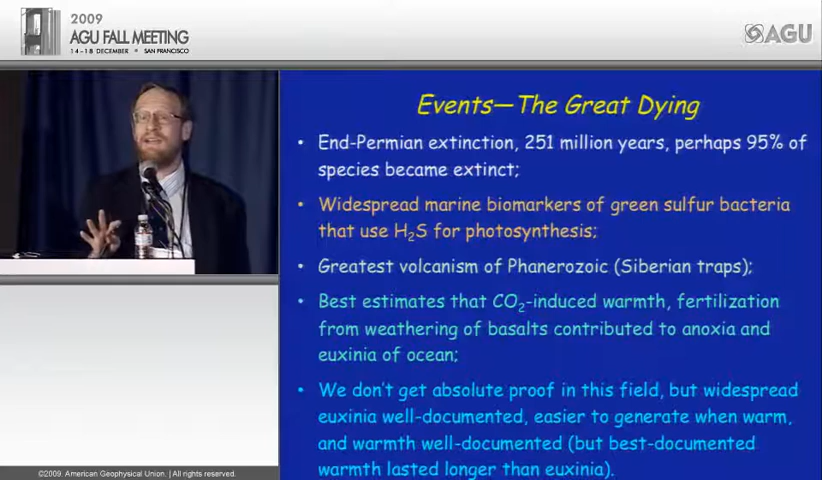 2009
AGU FALL MEETING
14-18 DECEMBER • SAN FRANCISCO
AGU
Events—The Great Dying
• End-Permian extinction, 251 million years, perhaps 95% of
species became extinct;
• Widespread marine biomarkers of green sulfur bacteria
that use H₂S for photosynthesis;
• Greatest volcanism of Phanerozoic (Siberian traps);
• Best estimates that CO₂-induced warmth, fertilization
from weathering of basalts contributed to anoxia and
euxinia of ocean;
• We don't get absolute proof in this field, but widespread
euxinia well-documented, easier to generate when warm,
and warmth well-documented (but best-documented
warmth lasted longer than euxinia).
©2009. American Geophysical Union. | All rights reserved.